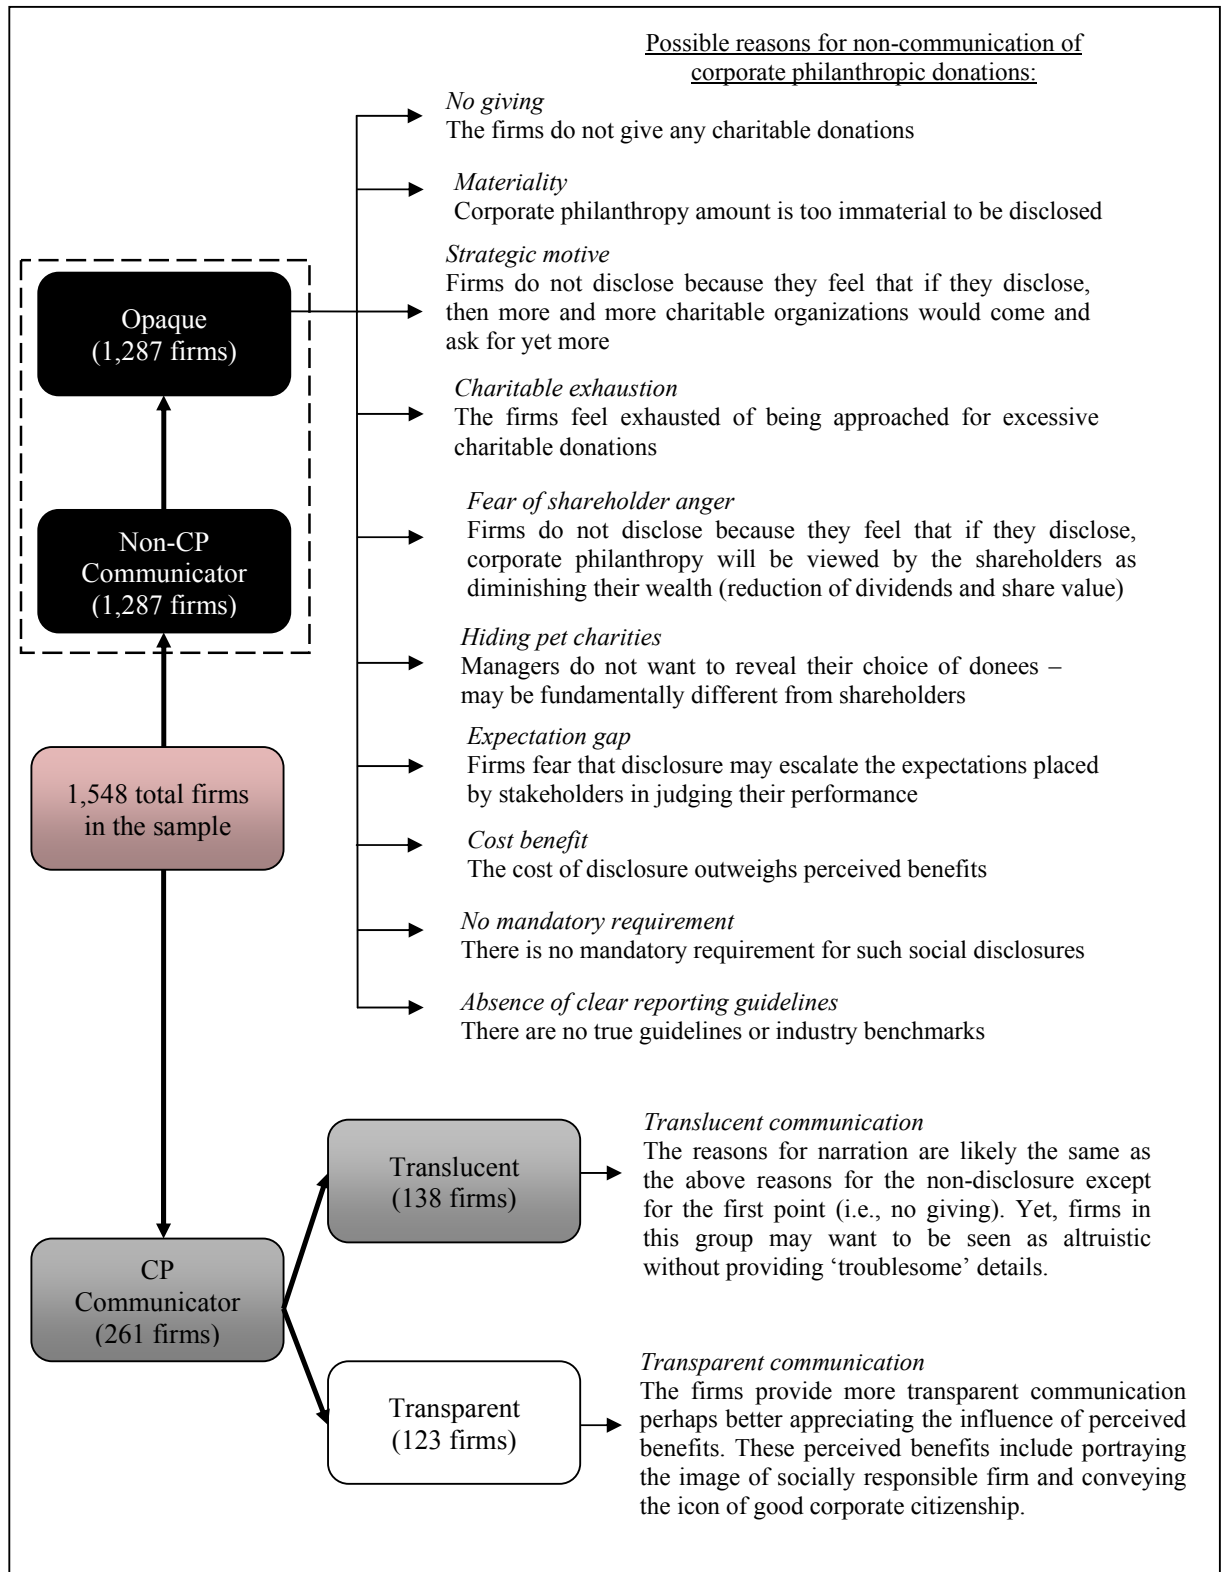 Possible reasons for non-communication of
corporate philanthropic donations:
No giving
The firms do not give any charitable donations
Materiality
Corporate philanthropy amount is too immaterial to be disclosed
Strategic motive
Firms do not disclose because they feel that if they disclose,
then more and more charitable organizations would come and
ask for yet more
Opaque
(1,287 firms)
Charitable exhaustion
The firms feel exhausted of being approached for excessive
charitable donations
Fear of shareholder anger
Firms do not disclose because they feel that if they disclose,
corporate philanthropy will be viewed by the shareholders as
diminishing their wealth (reduction of dividends and share value)
Non-CP
Communicator
(1,287 firms)
Hiding pet charities
Managers do not want to reveal their choice of donees –
may be fundamentally different from shareholders
Expectation gap
Firms fear that disclosure may escalate the expectations placed
by stakeholders in judging their performance
1,548 total firms
in the sample
Cost benefit
The cost of disclosure outweighs perceived benefits
No mandatory requirement
There is no mandatory requirement for such social disclosures
Absence of clear reporting guidelines
There are no true guidelines or industry benchmarks
Translucent
(138 firms)
Translucent communication
The reasons for narration are likely the same as
the above reasons for the non-disclosure except
for the first point (i.e., no giving). Yet, firms in
this group may want to be seen as altruistic
without providing ‘troublesome’ details.
CP
Communicator
(261 firms)
Transparent
(123 firms)
Transparent communication
The firms provide more transparent communication
perhaps better appreciating the influence of perceived
benefits. These perceived benefits include portraying
the image of socially responsible firm and conveying
the icon of good corporate citizenship.